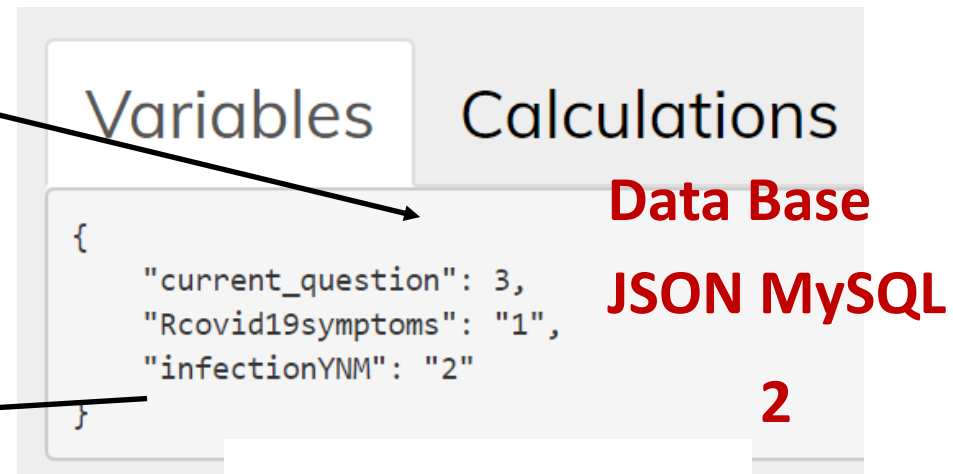 Variables Calculations
Data Base
{
"current_question": 3,
JSON MySQL
"Rcovid19symptoms": "1",
"infectionYNM": "2"
2
}